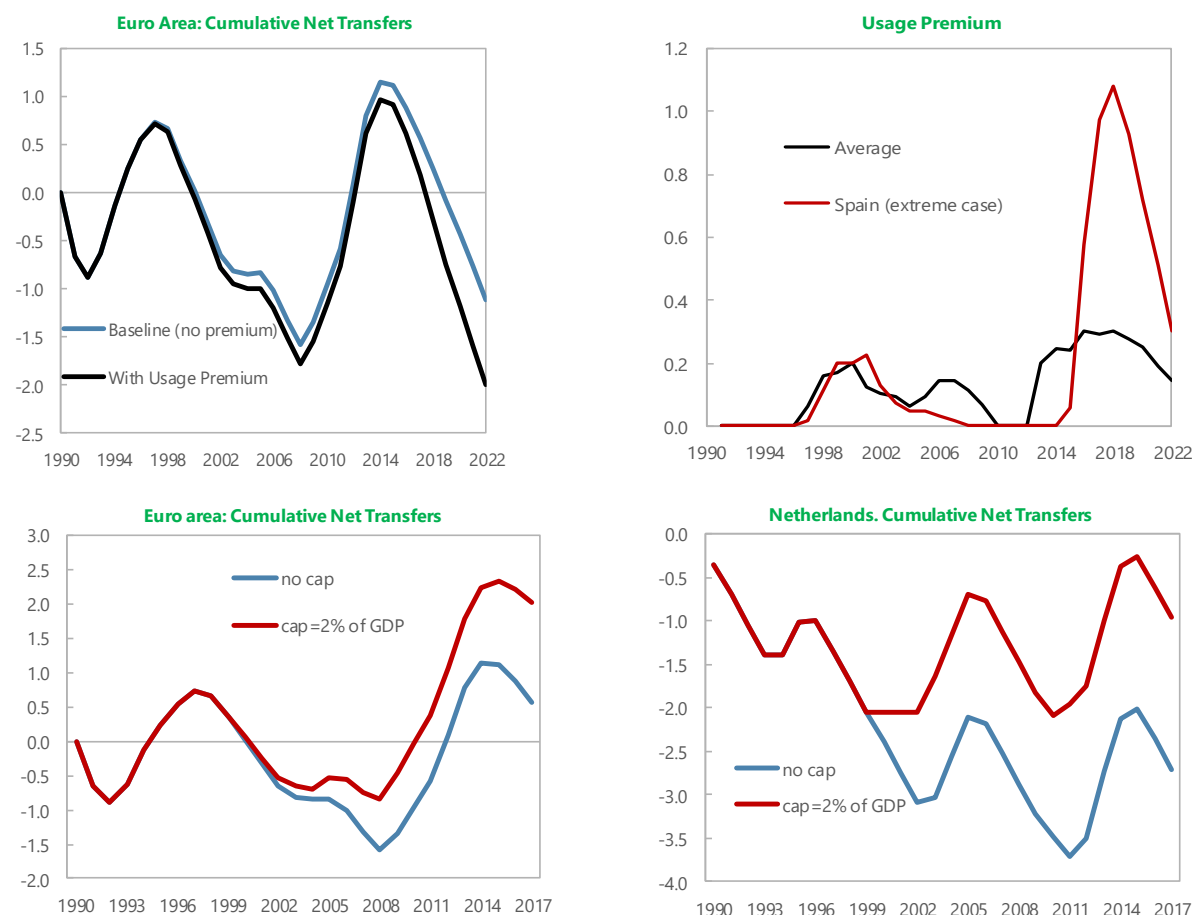 Euro Area: Cumulative Net Transfers
1.5
1.0
0.5
0.0
-0.5
-1.0
-1.5
-2.0
-2.5
Baseline (no premium)
With Usage Premium
1990 1994 1998 2002 2006 2010 2014 2018 2022
Usage Premium
1.2
1.0
0.8
0.6
0.4
0.2
0.0
Average
Spain (extreme case)
1990 1994 1998 2002 2006 2010 2014 2018 2022
Euro area: Cumulative Net Transfers
3.0
2.5
2.0
1.5
1.0
0.5
0.0
-0.5
-1.0
-1.5
-2.0
no cap
cap=2% of GDP
1990 1993 1996 1999 2002 2005 2008 2011 2014 2017
Netherlands. Cumulative Net Transfers
0.0
-0.5
-1.0
-1.5
-2.0
-2.5
-3.0
-3.5
-4.0
no cap
cap=2% of GDP
1990 1993 1996 1999 2002 2005 2008 2011 2014 2017